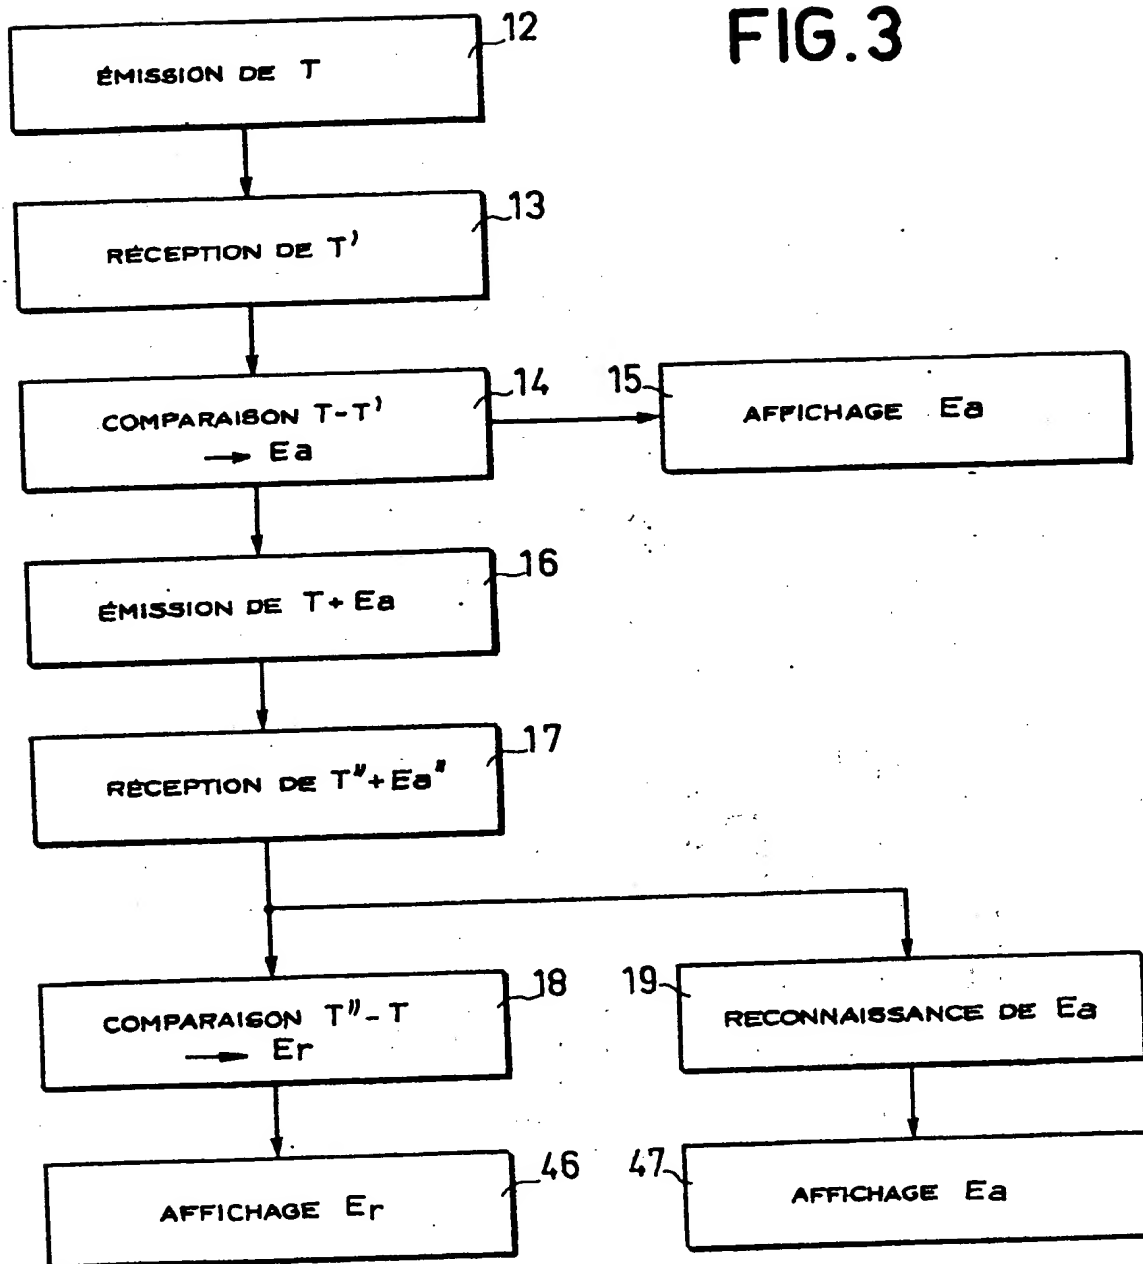 FIG.3
12
ÉMISSION DE T
13
RÉCEPTION DE T'
14
COMPARAISON T-T'
→ Ea
15
AFFICHAGE Ea
16
ÉMISSION DE T+Ea
17
RÉCEPTION DE T"+Ea"
18
COMPARAISON T"-T
→ Er
19
RECONNAISSANCE DE Ea
46
AFFICHAGE Er
47
AFFICHAGE Ea